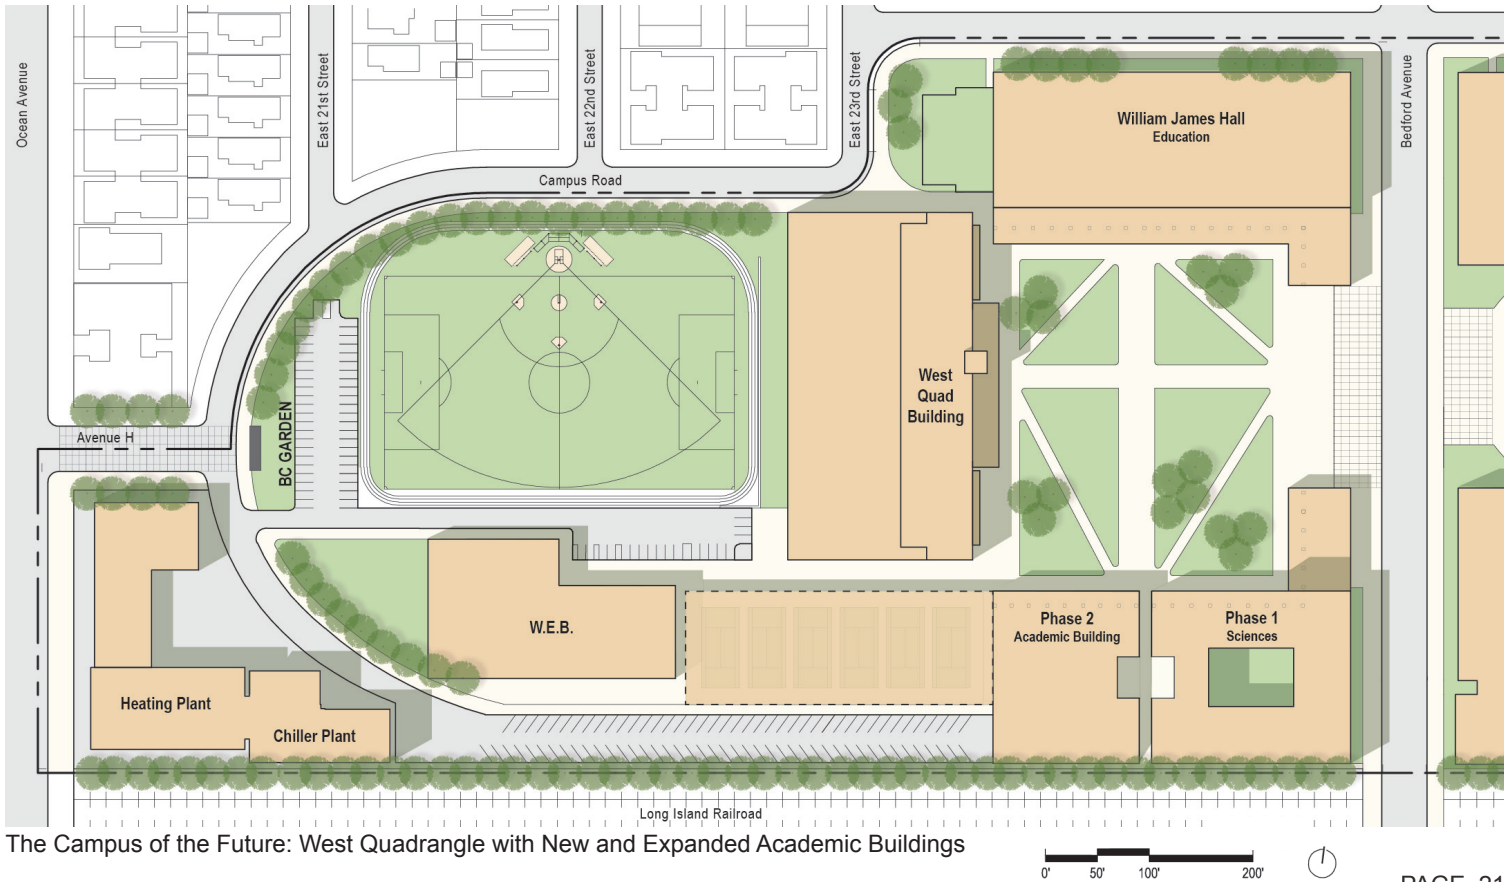 Ocean Avenue
East 21st Street
East 22nd Street
East 23rd Street
Bedford Avenue
William James Hall
Education
Campus Road
West
Quad
Building
BC GARDEN
Avenue H
W.E.B.
Phase 2
Academic Building
Phase 1
Sciences
Heating Plant
Chiller Plant
Long Island Railroad
The Campus of the Future: West Quadrangle with New and Expanded Academic Buildings
0' 50' 100' 200'
PAGE 21